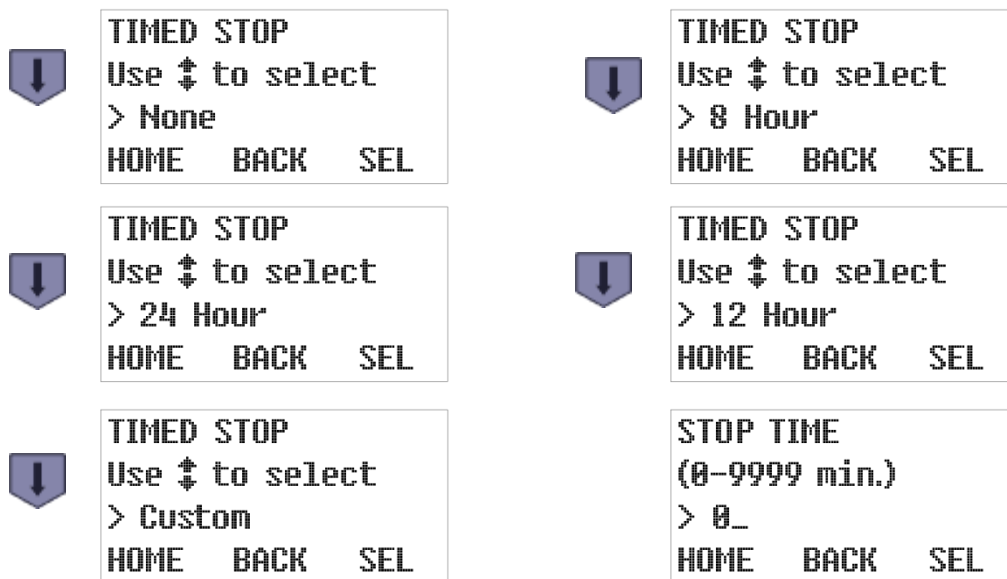 TIMED STOP
Use ↕ to select
> None
HOME BACK SEL
TIMED STOP
Use ↕ to select
> 8 Hour
HOME BACK SEL
TIMED STOP
Use ↕ to select
> 24 Hour
HOME BACK SEL
TIMED STOP
Use ↕ to select
> 12 Hour
HOME BACK SEL
TIMED STOP
Use ↕ to select
> Custom
HOME BACK SEL
STOP TIME
(0-9999 min.)
> 0_
HOME BACK SEL